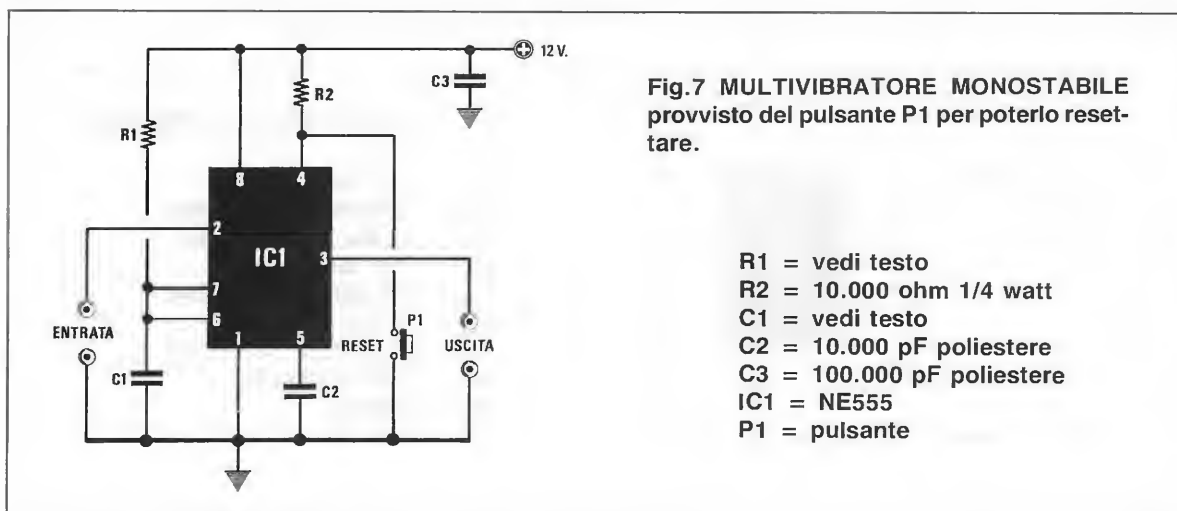 12 V.
C3
R2
R1
8
4
2
IC1
3
7
6
1
5
P1
ENTRATA
RESET
USCITA
C1
C2
Fig.7 MULTIVIBRATORE MONOSTABILE
provvisto del pulsante P1 per poterlo reset-
tare.
R1 = vedi testo
R2 = 10.000 ohm 1/4 watt
C1 = vedi testo
C2 = 10.000 pF poliestere
C3 = 100.000 pF poliestere
IC1 = NE555
P1 = pulsante